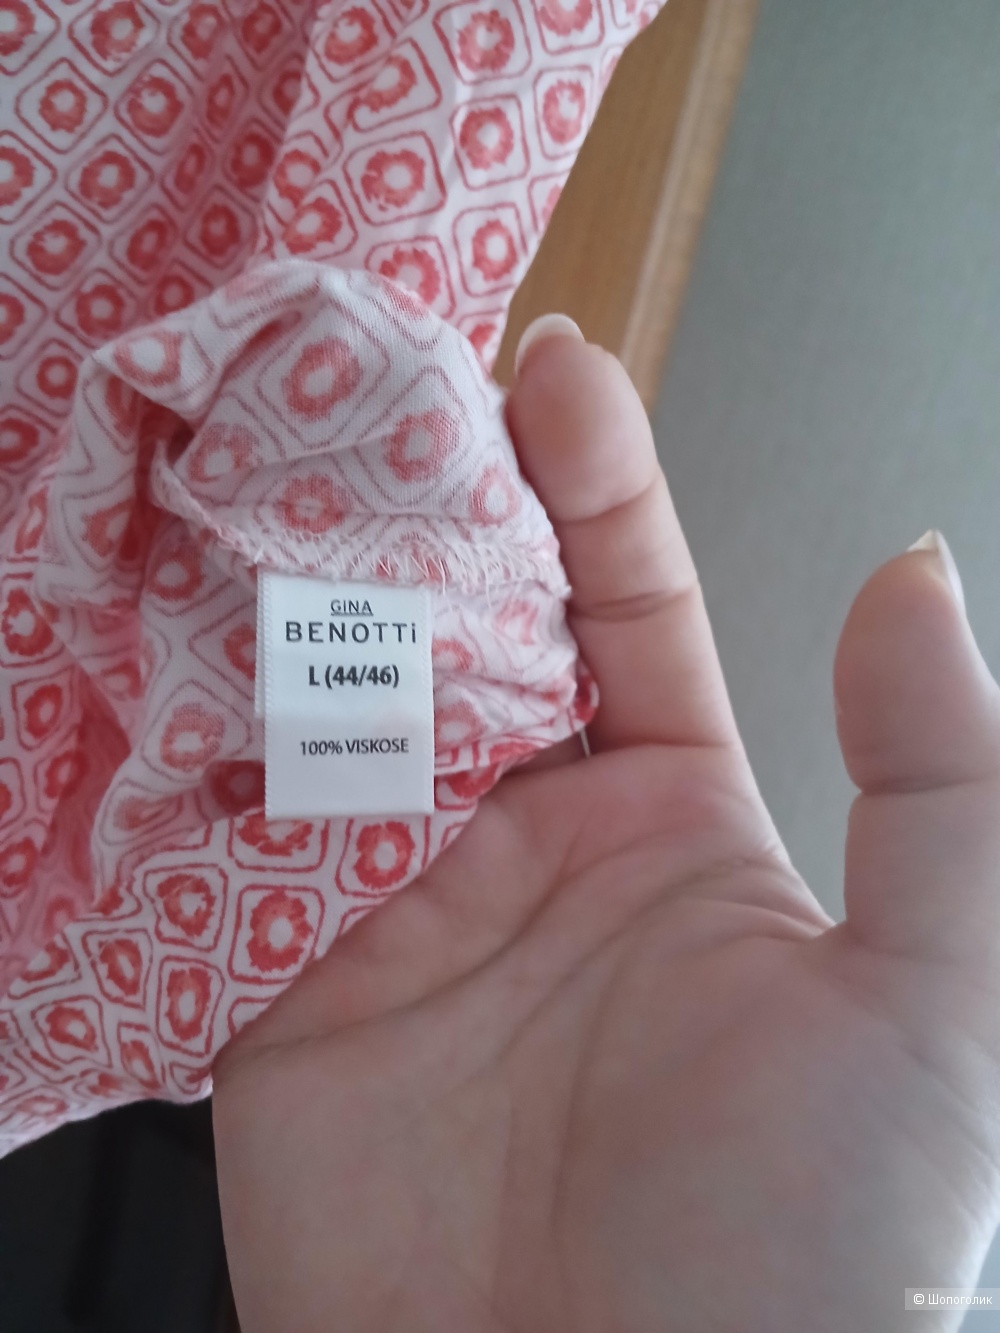 GINA
BENOTTi
L (44/46)
100% VISKOSE
© Шопоголик